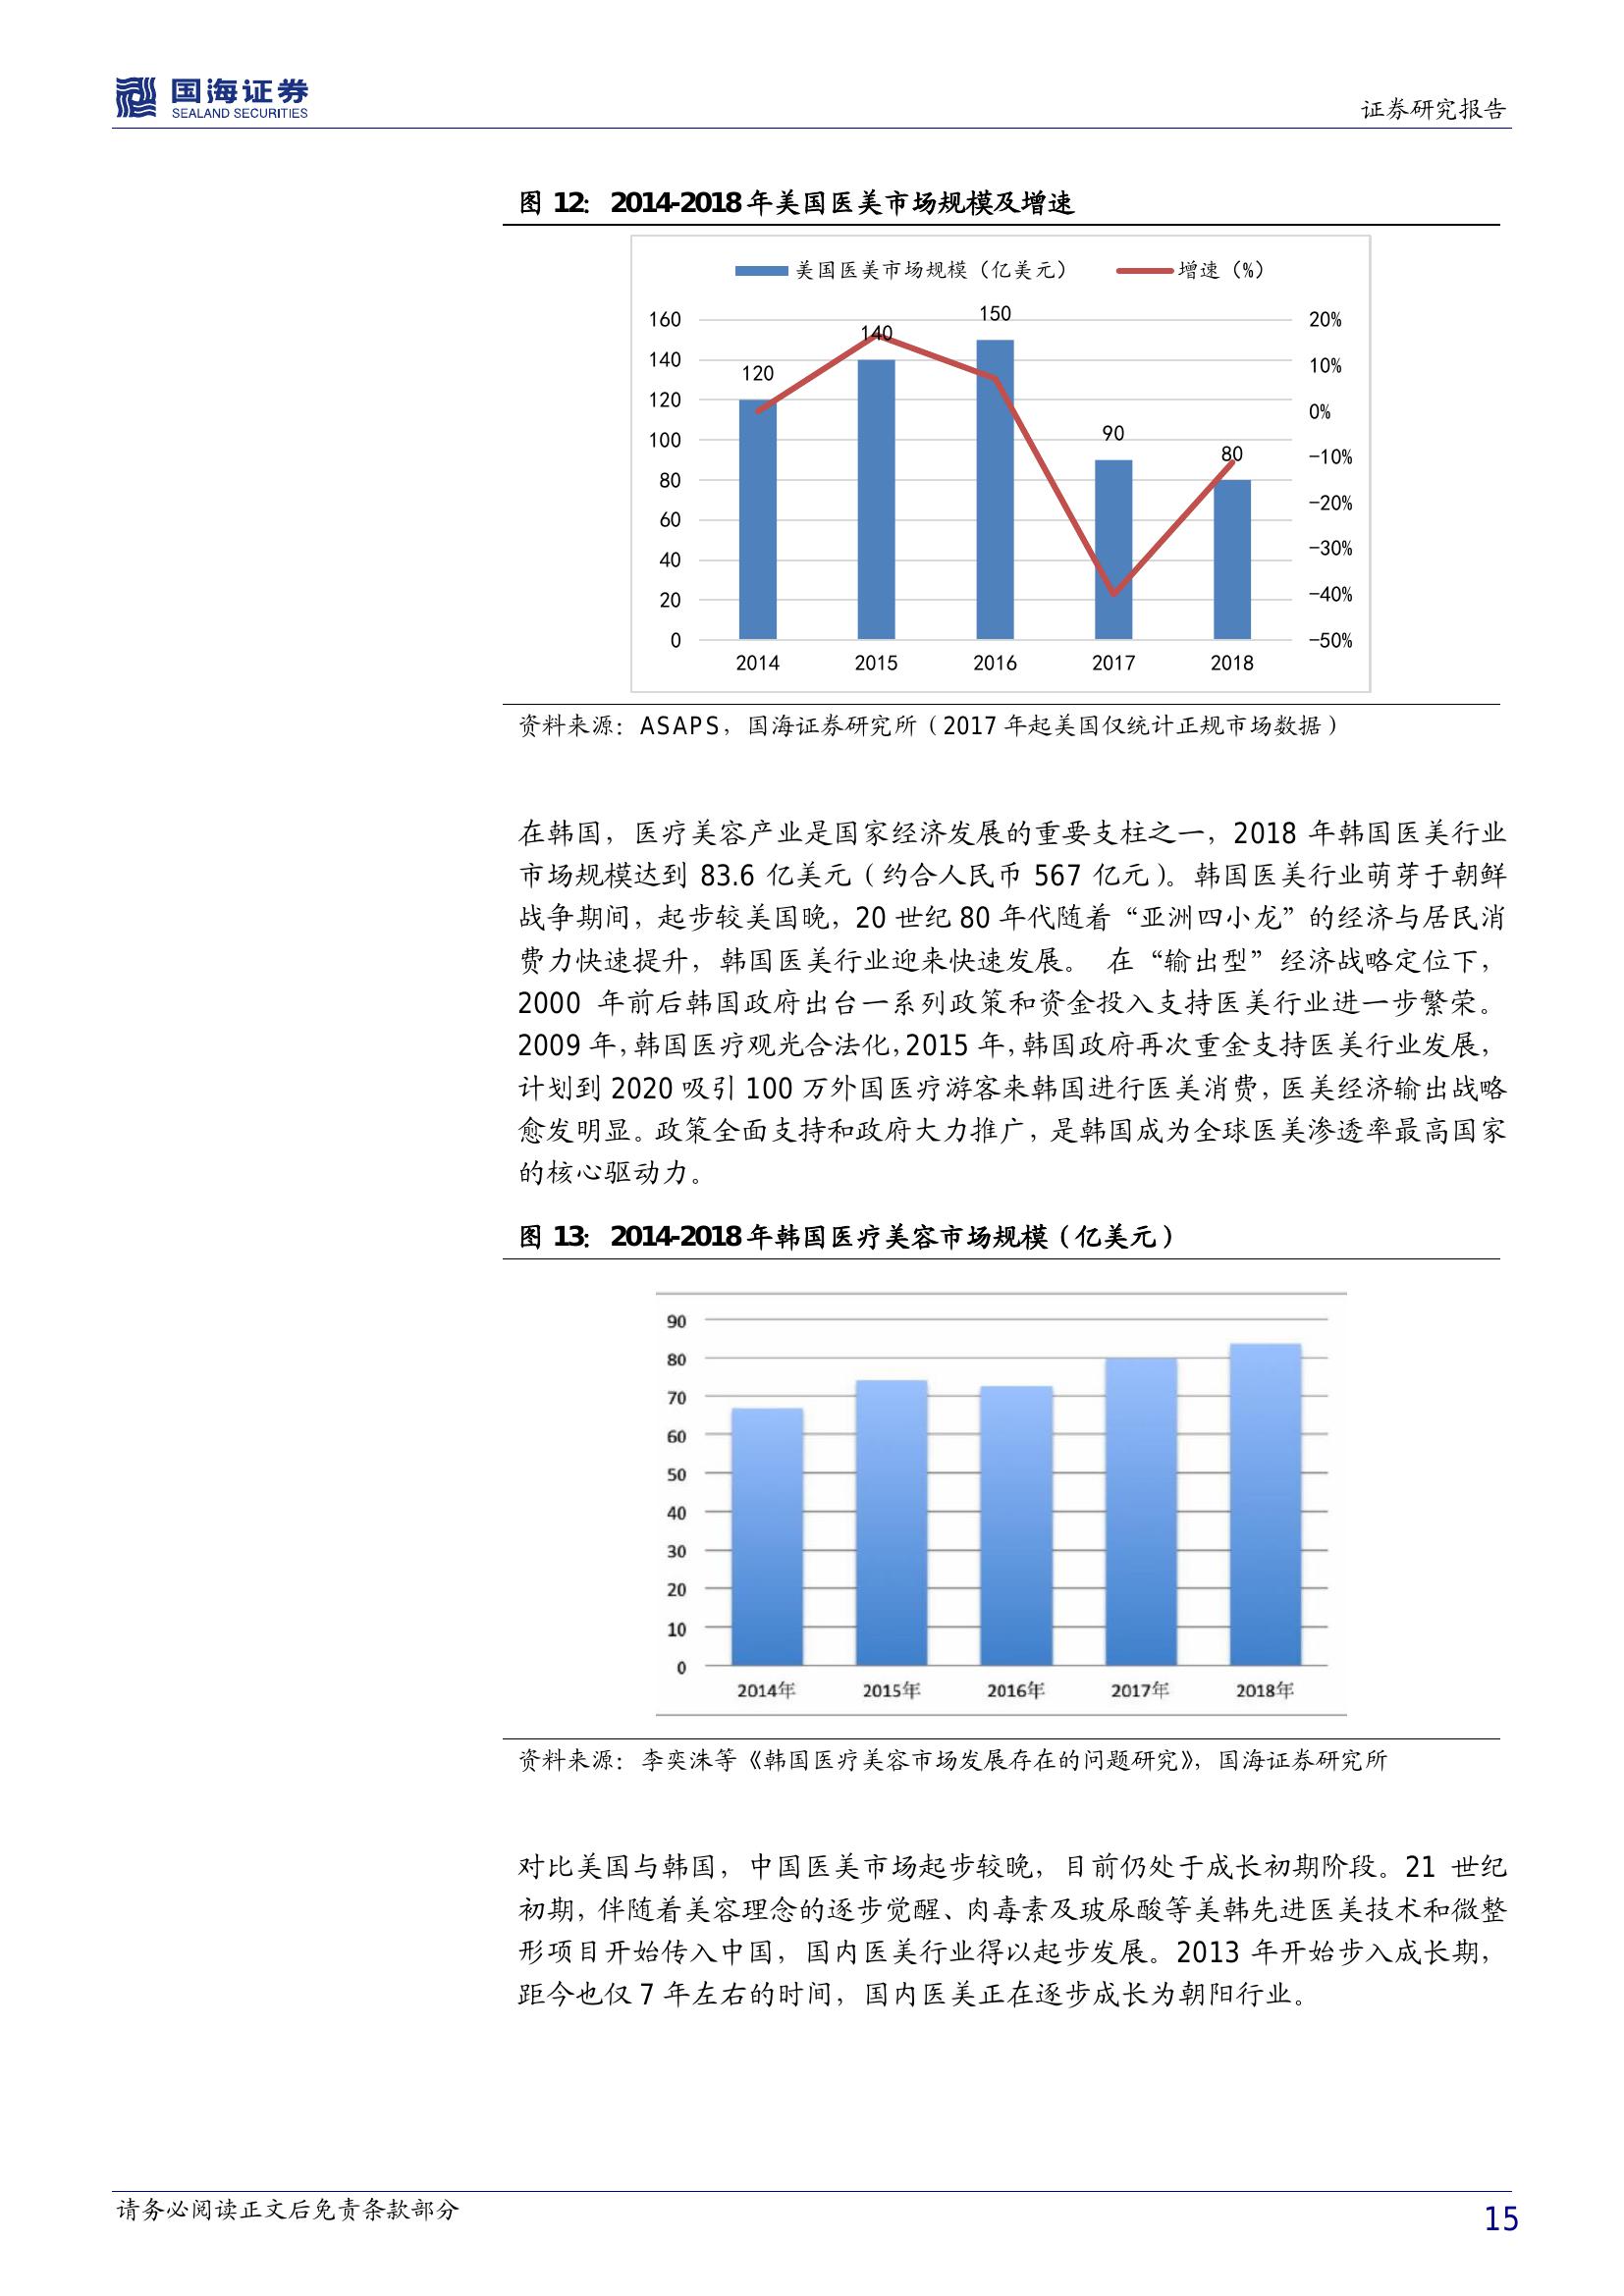 国海证券
SEALAND SECURITIES
证券研究报告
图 12： 2014-2018 年美国医美市场规模及增速
美国医美市场规模（亿美元） 增速（%）
160
140
120
100
80
60
40
20
0
120
140
150
90
80
20%
10%
0%
-10%
-20%
-30%
-40%
-50%
2014 2015 2016 2017 2018
资料来源：ASAPS，国海证券研究所（2017 年起美国仅统计正规市场数据）
在韩国，医疗美容产业是国家经济发展的重要支柱之一，2018 年韩国医美行业
市场规模达到 83.6 亿美元（约合人民币 567 亿元）。韩国医美行业萌芽于朝鲜
战争期间，起步较美国晚，20 世纪 80 年代随着“亚洲四小龙”的经济与居民消
费力快速提升，韩国医美行业迎来快速发展。 在“输出型”经济战略定位下，
2000 年前后韩国政府出台一系列政策和资金投入支持医美行业进一步繁荣。
2009 年，韩国医疗观光合法化，2015 年，韩国政府再次重金支持医美行业发展，
计划到 2020 吸引 100 万外国医疗游客来韩国进行医美消费，医美经济输出战略
愈发明显。政策全面支持和政府大力推广，是韩国成为全球医美渗透率最高国家
的核心驱动力。
图 13： 2014-2018 年韩国医疗美容市场规模（亿美元）
90
80
70
60
50
40
30
20
10
0
2014年 2015年 2016年 2017年 2018年
资料来源：李奕洙等《韩国医疗美容市场发展存在的问题研究》，国海证券研究所
对比美国与韩国，中国医美市场起步较晚，目前仍处于成长初期阶段。21 世纪
初期，伴随着美容理念的逐步觉醒、肉毒素及玻尿酸等美韩先进医美技术和微整
形项目开始传入中国，国内医美行业得以起步发展。2013 年开始步入成长期，
距今也仅 7 年左右的时间，国内医美正在逐步成长为朝阳行业。
请务必阅读正文后免责条款部分
15